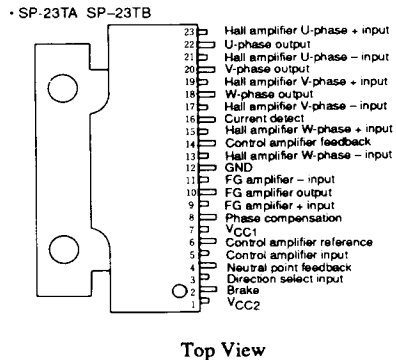 · SP-23TA SP-23TB
23 Hall amplifier U-phase + input
22 U-phase output
21 Hall amplifier U-phase – input
20 V-phase output
19 Hall amplifier V-phase + input
18 W-phase output
17 Hall amplifier V-phase – input
16 Current detect
15 Hall amplifier W-phase + input
14 Control amplifier feedback
13 Hall amplifier W-phase – input
12 GND
11 FG amplifier – input
10 FG amplifier output
9 FG amplifier + input
8 Phase compensation
7 VCC1
6 Control amplifier reference
5 Control amplifier input
4 Neutral point feedback
3 Direction select input
2 Brake
1 VCC2
Top View